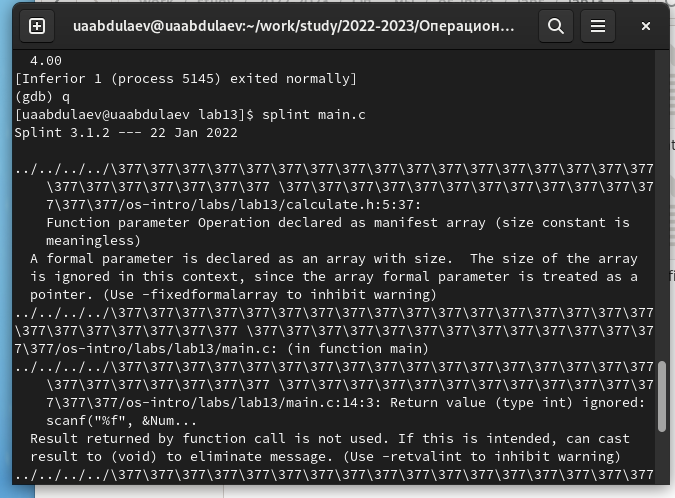 uaabdulaev@uaabdulaev:~/work/study/2022-2023/Операцион...
4.00
[Inferior 1 (process 5145) exited normally]
(gdb) q
[uaabdulaev@uaabdulaev lab13]$ splint main.c
Splint 3.1.2 --- 22 Jan 2022
../../../../\377\377\377\377\377\377\377\377\377\377\377\377\377\377\377\377\377
\377\377\377\377\377\377\377 \377\377\377\377\377\377\377\377\377\377\377\37
7\377\377/os-intro/labs/lab13/calculate.h:5:37:
Function parameter Operation declared as manifest array (size constant is
meaningless)
A formal parameter is declared as an array with size.  The size of the array
is ignored in this context, since the array formal parameter is treated as a
pointer. (Use -fixedformalarray to inhibit warning)
../../../../\377\377\377\377\377\377\377\377\377\377\377\377\377\377\377\377\377
\377\377\377\377\377\377\377 \377\377\377\377\377\377\377\377\377\377\377\377\37
7\377/os-intro/labs/lab13/main.c: (in function main)
../../../../\377\377\377\377\377\377\377\377\377\377\377\377\377\377\377\377\377
\377\377\377\377\377\377\377 \377\377\377\377\377\377\377\377\377\377\377\37
7\377\377/os-intro/labs/lab13/main.c:14:3: Return value (type int) ignored:
scanf("%f", &Num...
Result returned by function call is not used. If this is intended, can cast
result to (void) to eliminate message. (Use -retvalint to inhibit warning)
../../../../\377\377\377\377\377\377\377\377\377\377\377\377\377\377\377\377\377